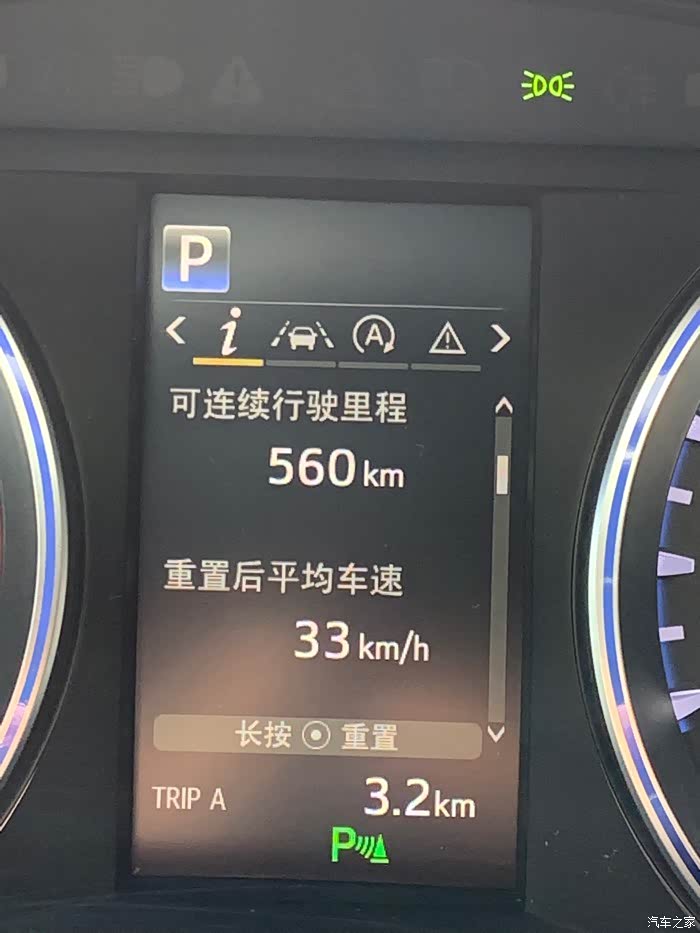 P
i A
可连续行驶里程
560 km
重置后平均车速
33 km/h
长按 重置
TRIP A 3.2 km
P
汽车之家